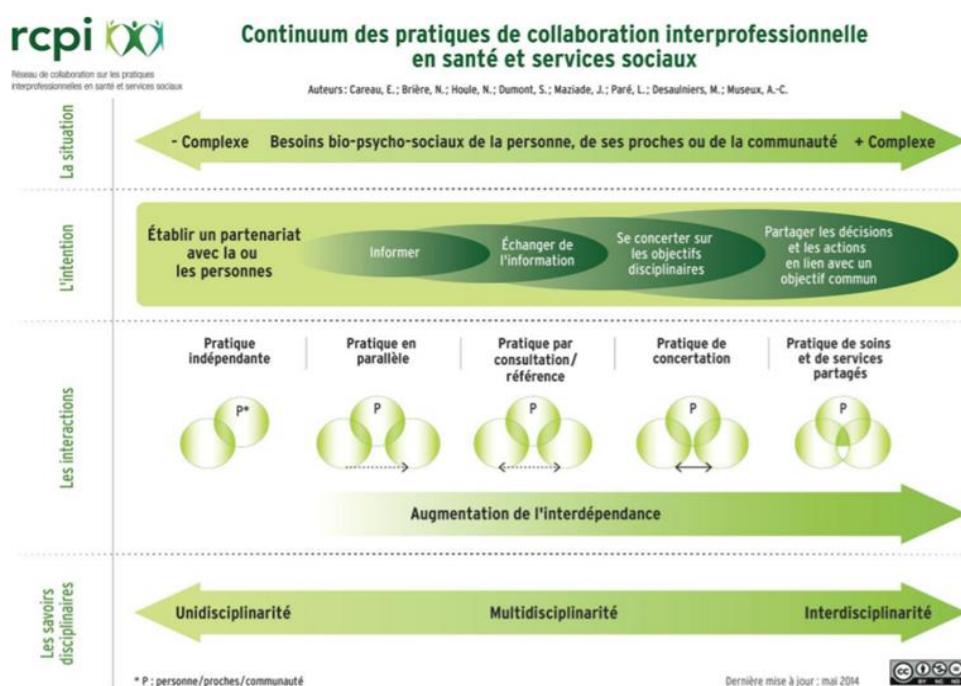 rcpi
Réseau de collaboration sur les pratiques
interprofessionnelles en santé et services sociaux
Continuum des pratiques de collaboration interprofessionnelle
en santé et services sociaux
Auteurs : Careau, E.; Brière, N.; Houle, N.; Dumont, S.; Maziade, J.; Paré, L.; Desaulniers, M.; Museux, A.-C.
La situation
- Complexe Besoins bio-psycho-sociaux de la personne, de ses proches ou de la communauté + Complexe
L'intention
Établir un partenariat
avec la ou
les personnes
Informer
Échanger de
l'information
Se concerter sur
les objectifs
disciplinaires
Partager les décisions
et les actions
en lien avec un
objectif commun
Les interactions
Pratique
indépendante
Pratique en
parallèle
Pratique par
consultation/
référence
Pratique de
concertation
Pratique de soins
et de services
partagés
P*
P
P
P
P
Augmentation de l'interdépendance
Les savoirs
disciplinaires
Unidisciplinarité
Multidisciplinarité
Interdisciplinarité
* P : personne/proches/communauté
Dernière mise à jour : mai 2014
cc
BY NC ND